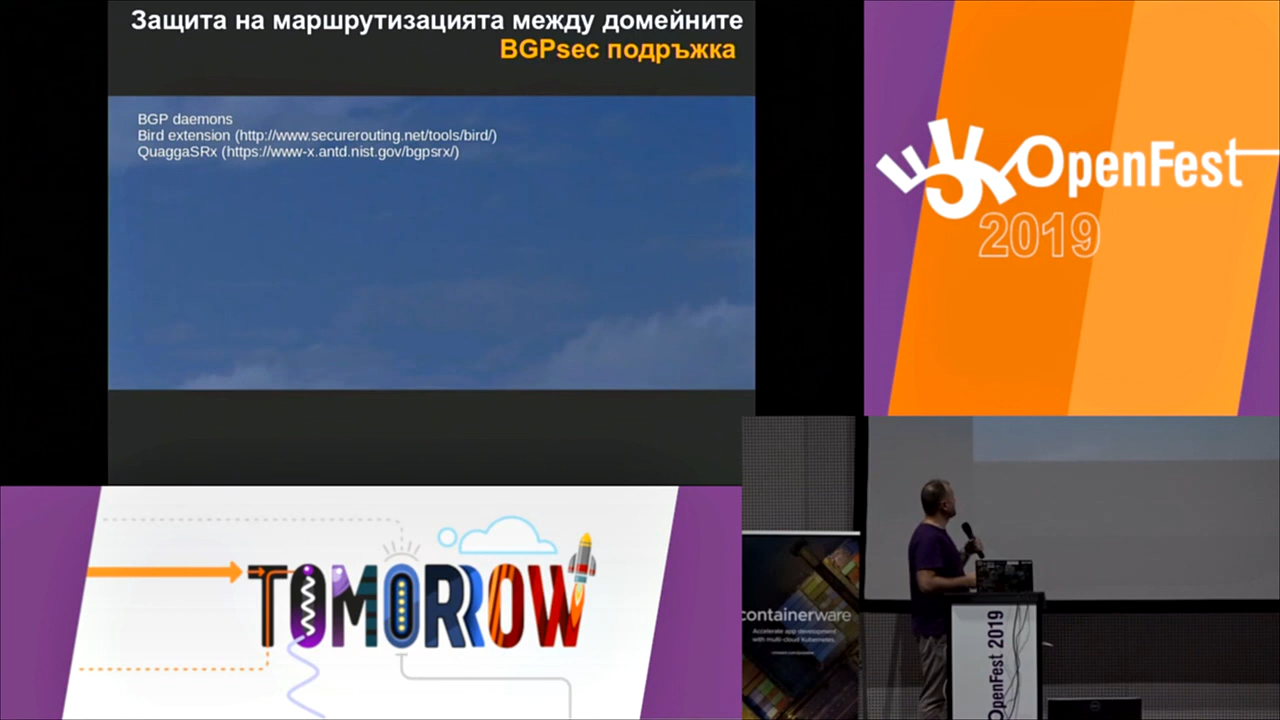 Защита на маршрутизацията между домейните
BGPsec подръжка
BGP daemons
Bird extension (http://www.securerouting.net/tools/bird/)
QuaggaSRx (https://www-x.antd.nist.gov/bgpsrx/)
OpenFest
2019
TOMORROW
containerware
Accelerate app development
with multi-cloud Kubernetes.
OpenFest 2019